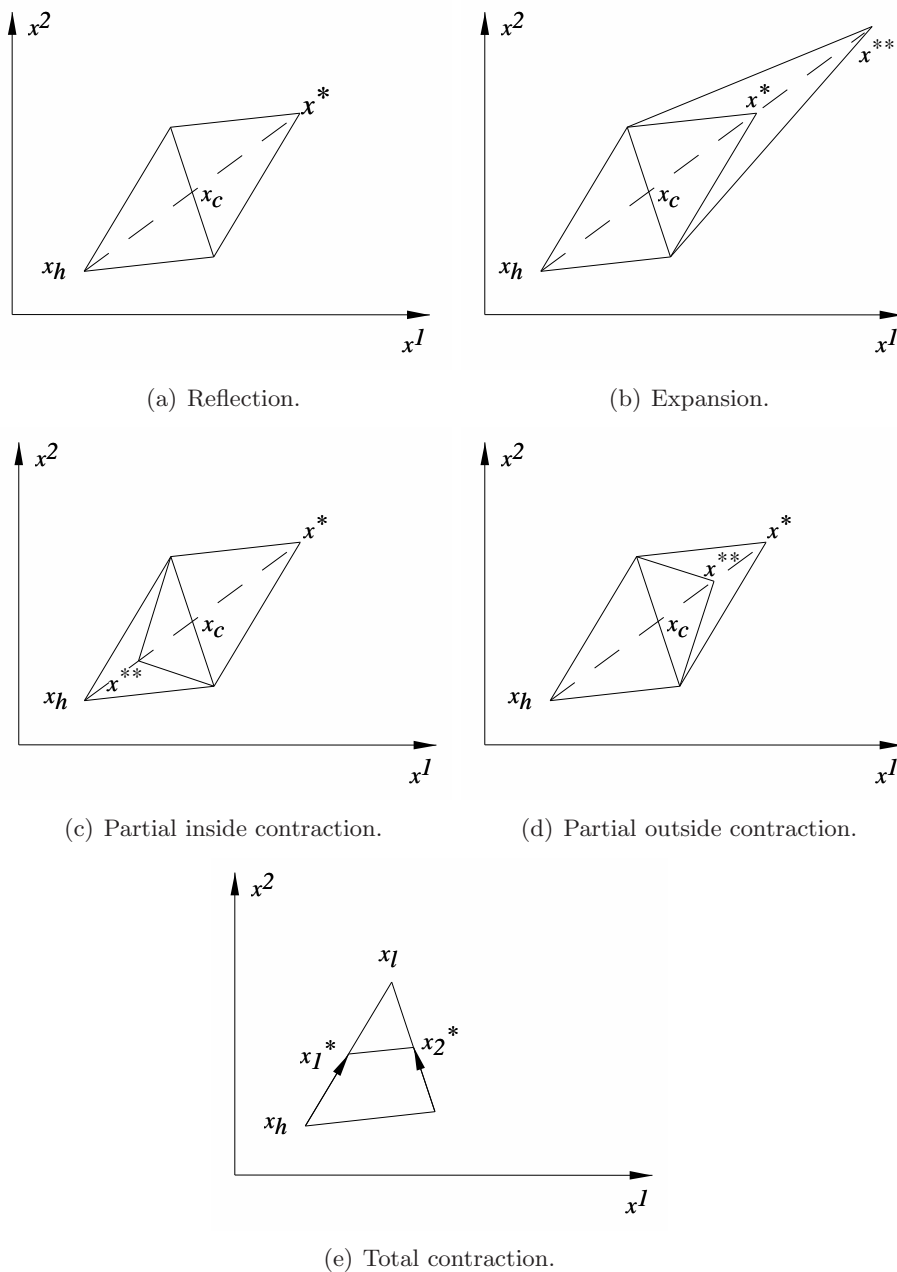 x2
x*
xc
xh
x1
(a) Reflection.
x2
x**
x*
xc
xh
x1
(b) Expansion.
x2
x*
xc
x**
xh
x1
(c) Partial inside contraction.
x2
x*
x**
xc
xh
x1
(d) Partial outside contraction.
x2
xl
x1*
x2*
xh
x1
(e) Total contraction.